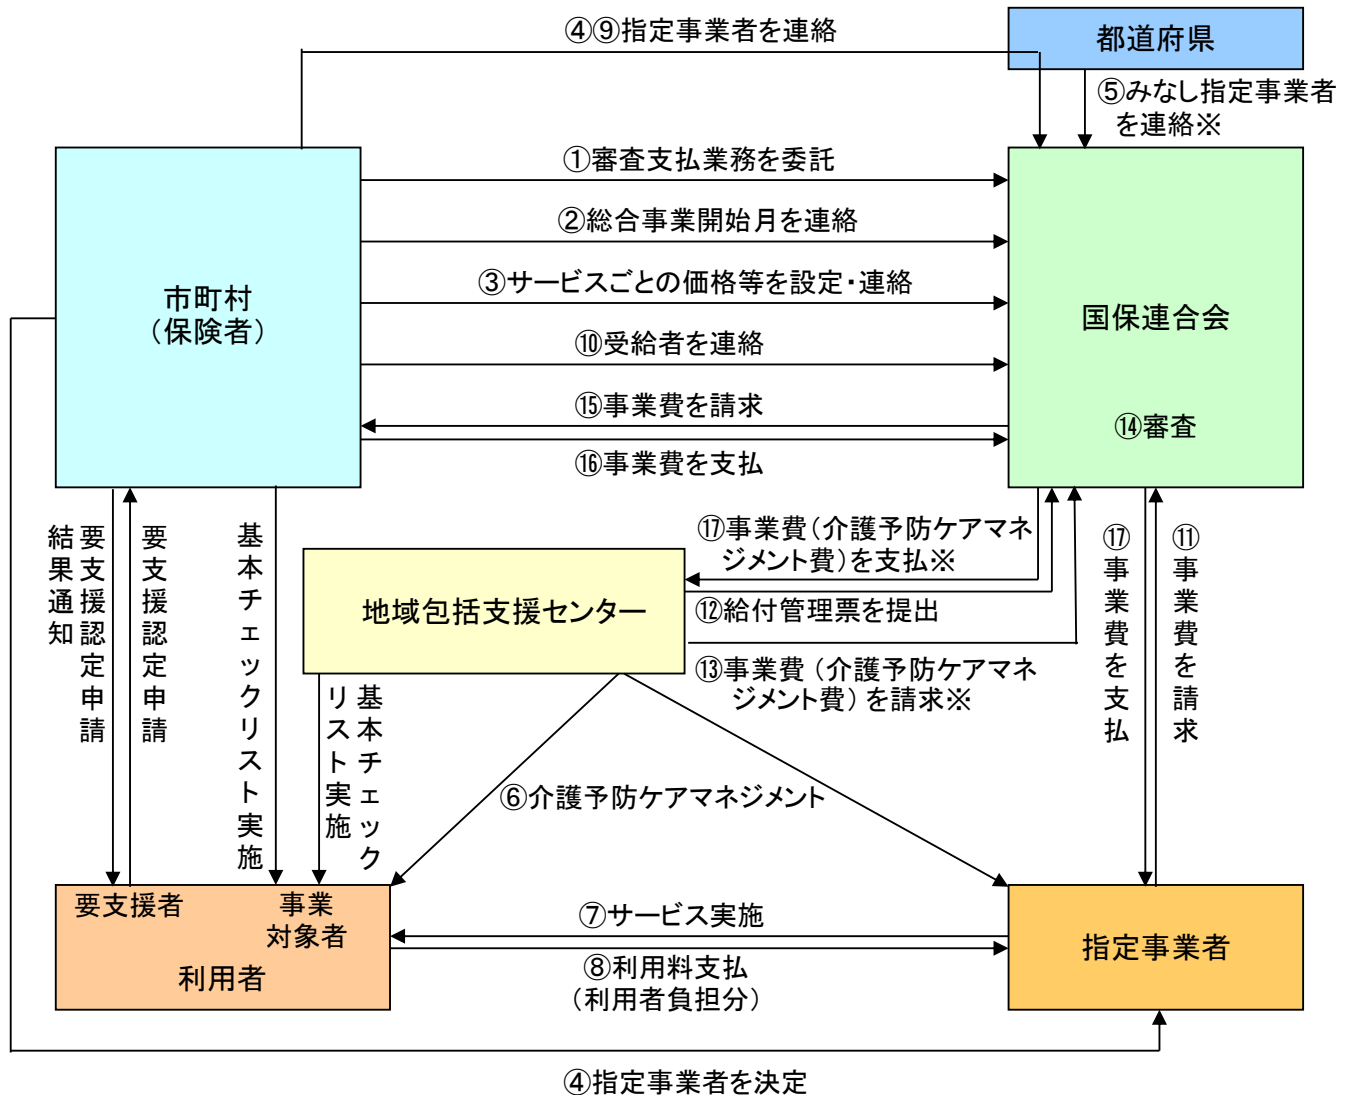 ④⑨指定事業者を連絡
都道府県
⑤みなし指定事業者
を連絡※
①審査支払業務を委託
②総合事業開始月を連絡
③サービスごとの価格等を設定・連絡
市町村
（保険者）
国保連合会
⑩受給者を連絡
⑮事業費を請求
⑭審査
⑯事業費を支払
要支援認定申請
結果通知
要支援認定申請
基本チェックリスト実施
⑰事業費（介護予防ケアマネ
ジメント費）を支払※
地域包括支援センター
⑫給付管理票を提出
⑬事業費（介護予防ケアマネ
ジメント費）を請求※
⑰事業費を支払
⑪事業費を請求
基本チェック
リスト実施
⑥介護予防ケアマネジメント
要支援者
事業
対象者
利用者
⑦サービス実施
⑧利用料支払
（利用者負担分）
指定事業者
④指定事業者を決定